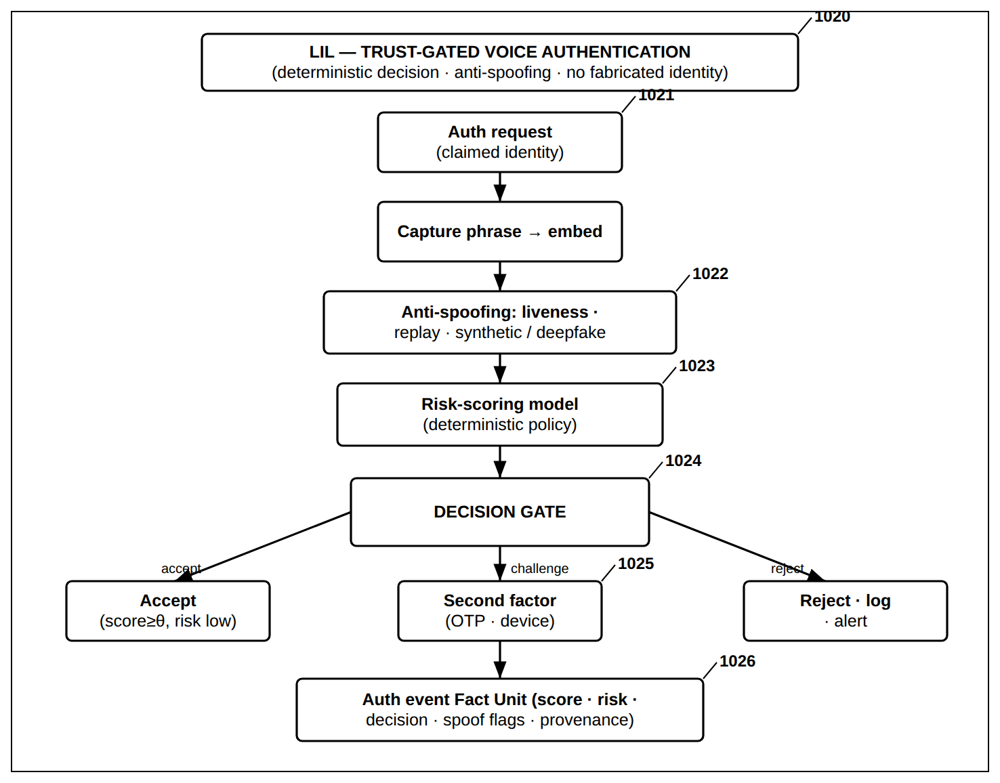 1020
LIL — TRUST-GATED VOICE AUTHENTICATION
(deterministic decision · anti-spoofing · no fabricated identity)
1021
Auth request
(claimed identity)
Capture phrase → embed
1022
Anti-spoofing: liveness ·
replay · synthetic / deepfake
1023
Risk-scoring model
(deterministic policy)
1024
DECISION GATE
accept
challenge
1025
reject
Accept
(score≥θ, risk low)
Second factor
(OTP · device)
Reject · log
· alert
1026
Auth event Fact Unit (score · risk ·
decision · spoof flags · provenance)